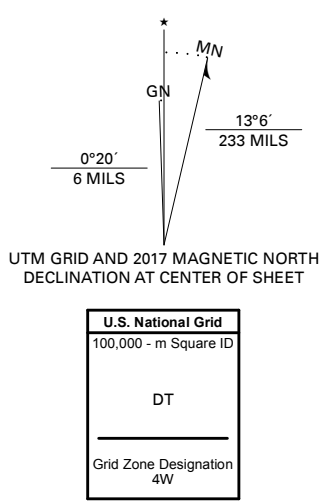 ★
MN
GN
13°6´
233 MILS
0°20´
6 MILS
UTM GRID AND 2017 MAGNETIC NORTH
DECLINATION AT CENTER OF SHEET
U.S. National Grid
100,000 - m Square ID
DT
Grid Zone Designation
4W